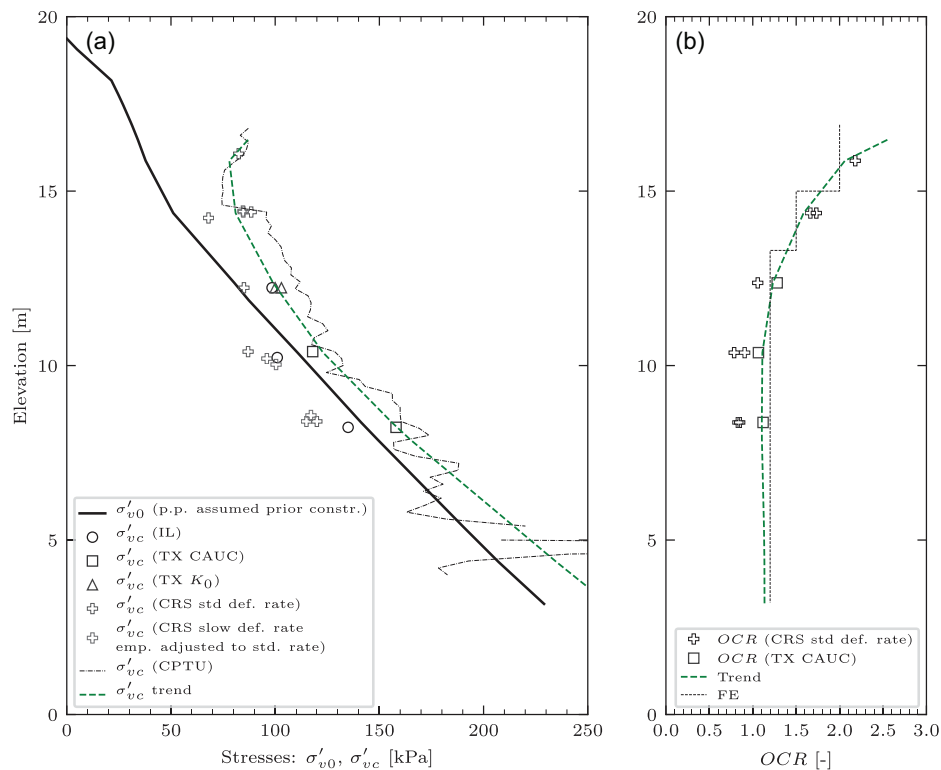 (a)
(b)
20
15
10
5
0
Elevation [m]
σ′v0 (p.p. assumed prior constr.)
σ′vc (IL)
σ′vc (TX CAUC)
σ′vc (TX K0)
σ′vc (CRS std def. rate)
σ′vc (CRS slow def. rate
emp. adjusted to std. rate)
σ′vc (CPTU)
σ′vc trend
0 50 100 150 200 250
Stresses: σ′v0, σ′vc [kPa]
20
15
10
5
0
OCR (CRS std def. rate)
OCR (TX CAUC)
Trend
FE
0.0 0.5 1.0 1.5 2.0 2.5 3.0
OCR [-]